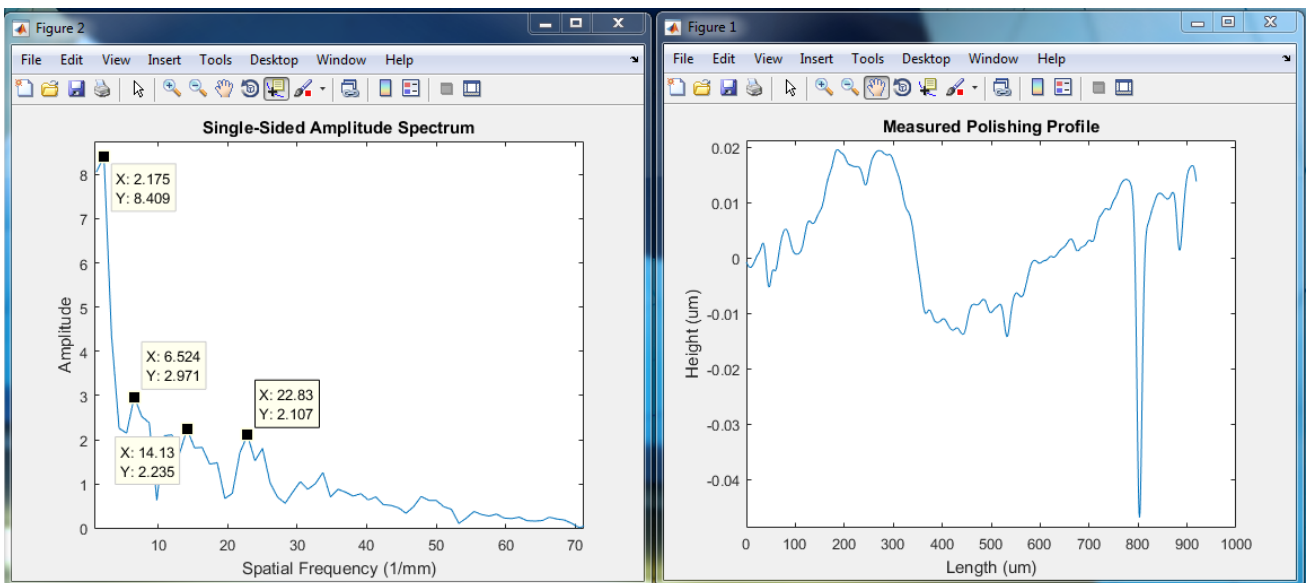 Figure 2
File Edit View Insert Tools Desktop Window Help
Single-Sided Amplitude Spectrum
X: 2.175
Y: 8.409
X: 6.524
Y: 2.971
X: 22.83
Y: 2.107
X: 14.13
Y: 2.235
8
7
6
5
4
3
2
1
0
Amplitude
10 20 30 40 50 60 70
Spatial Frequency (1/mm)
Figure 1
File Edit View Insert Tools Desktop Window Help
Measured Polishing Profile
0.02
0.01
0
-0.01
-0.02
-0.03
-0.04
Height (um)
0 100 200 300 400 500 600 700 800 900 1000
Length (um)